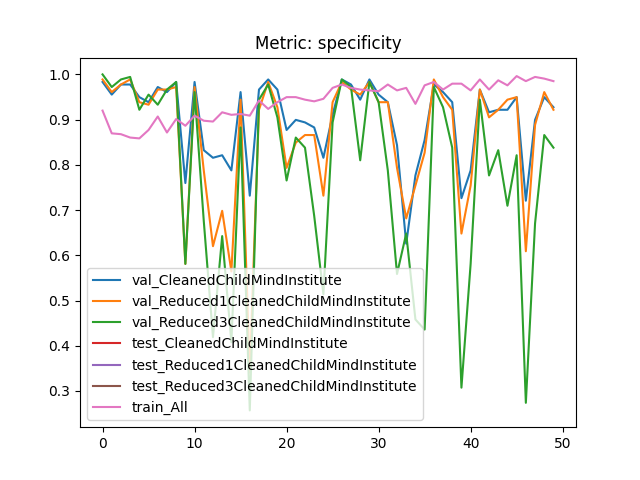 Metric: specificity
1.0
0.9
0.8
0.7
0.6
0.5
0.4
0.3
val_CleanedChildMindInstitute
val_Reduced1CleanedChildMindInstitute
val_Reduced3CleanedChildMindInstitute
test_CleanedChildMindInstitute
test_Reduced1CleanedChildMindInstitute
test_Reduced3CleanedChildMindInstitute
train_All
0 10 20 30 40 50